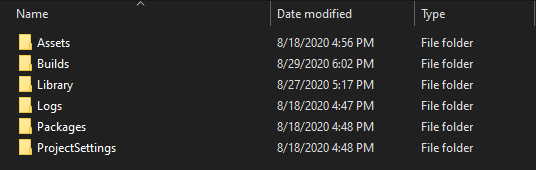 Name Date modified Type
Assets 8/18/2020 4:56 PM File folder
Builds 8/29/2020 6:02 PM File folder
Library 8/27/2020 5:17 PM File folder
Logs 8/18/2020 4:47 PM File folder
Packages 8/18/2020 4:48 PM File folder
ProjectSettings 8/18/2020 4:48 PM File folder